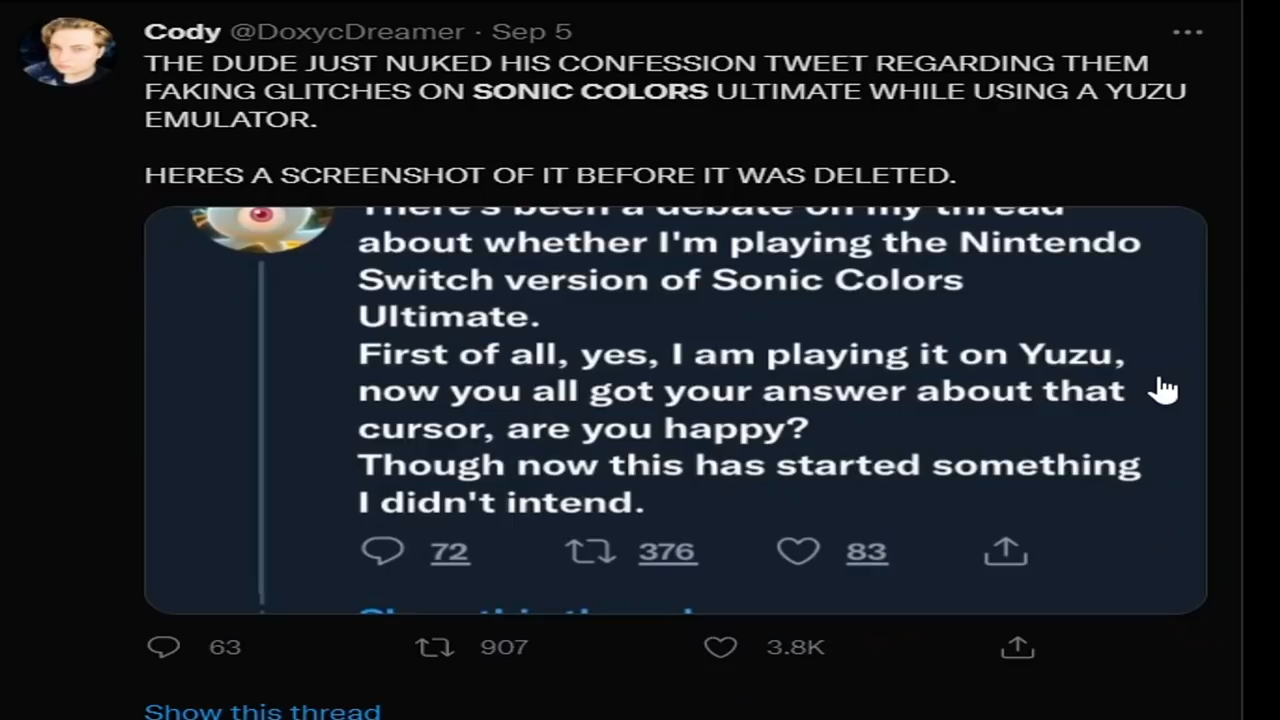 Cody @DoxycDreamer · Sep 5
THE DUDE JUST NUKED HIS CONFESSION TWEET REGARDING THEM
FAKING GLITCHES ON SONIC COLORS ULTIMATE WHILE USING A YUZU
EMULATOR.
HERES A SCREENSHOT OF IT BEFORE IT WAS DELETED.
There's been a debate on my thread
about whether I'm playing the Nintendo
Switch version of Sonic Colors
Ultimate.
First of all, yes, I am playing it on Yuzu,
now you all got your answer about that
cursor, are you happy?
Though now this has started something
I didn't intend.
72 376 83
Show this thread
63 907 3.8K
Show this thread